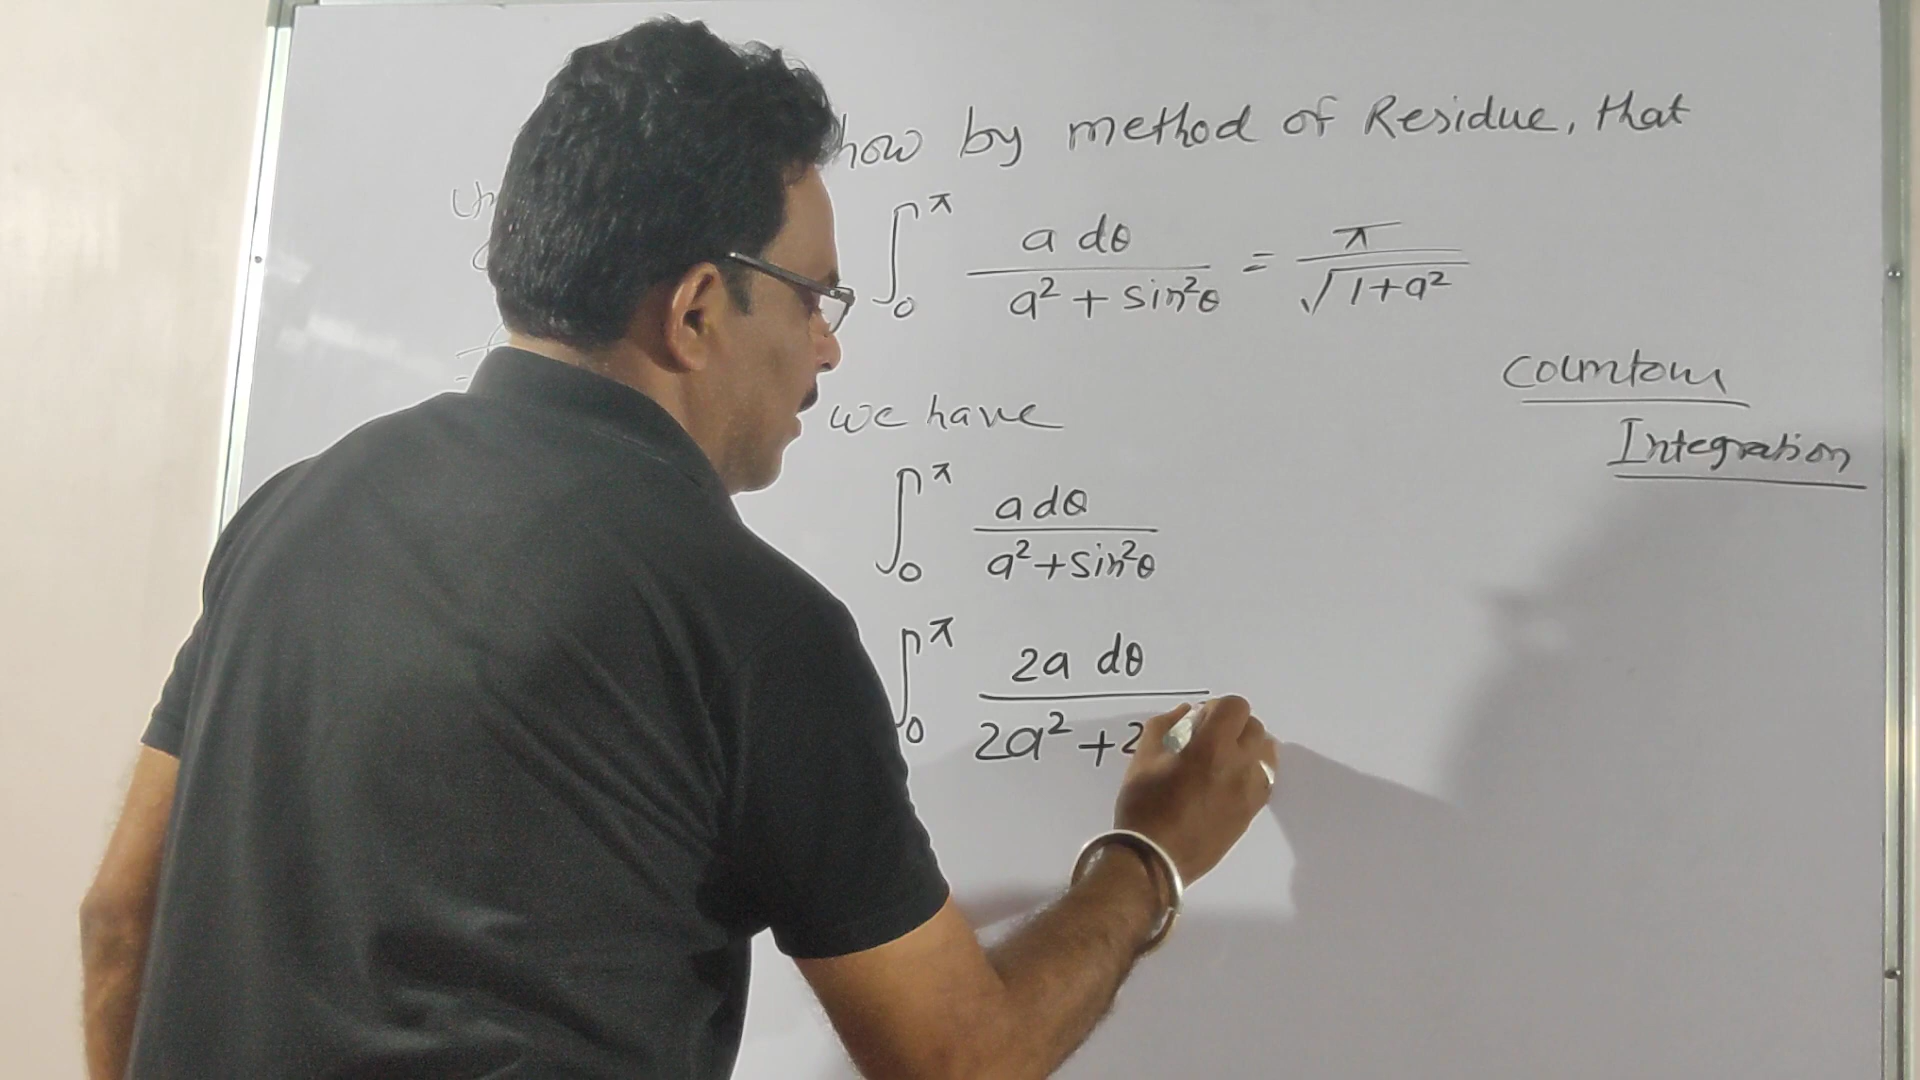 how by method of Residue, that
∫₀^π a dθ / a² + sin²θ = π / √1+a²
Countour
Integration
we have
∫₀^π a dθ / a²+sin²θ
∫₀^π 2a dθ / 2a² + 2